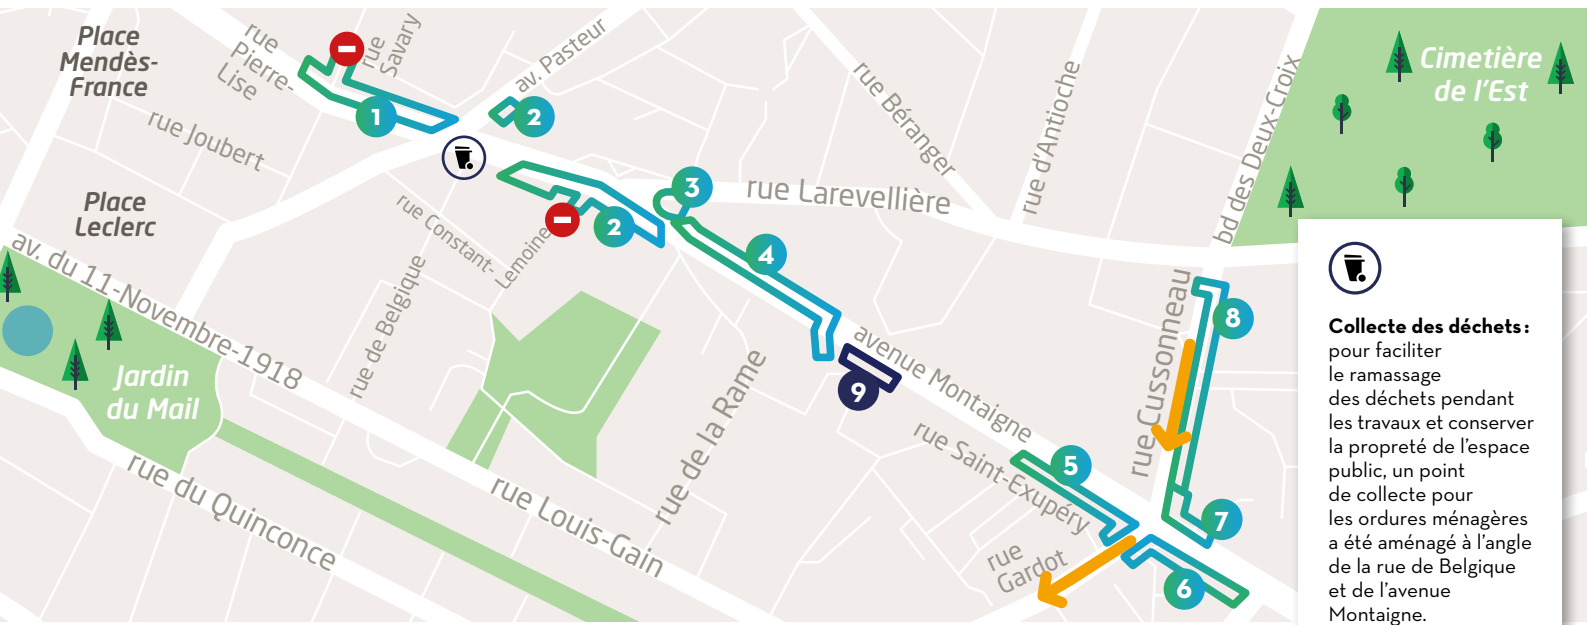 Place
Mendès-
France
rue
Pierre-
Lise
rue
Savary
av. Pasteur
1
2
rue Joubert
rue Béranger
rue d'Antioche
bd des Deux-Croix
Cimetière
de l'Est
Place
Leclerc
rue Constant-
Lemoine
2
3
rue Larevellière
4
av. du 11-Novembre-1918
rue de Belgique
Jardin
du Mail
rue de la Rame
avenue Montaigne
9
rue Cussonneau
8
rue du Quinconce
rue Louis-Gain
rue Saint-Exupéry
5
7
rue
Gardot
6
Collecte des déchets :
pour faciliter
le ramassage
des déchets pendant
les travaux et conserver
la propreté de l'espace
public, un point
de collecte pour
les ordures ménagères
a été aménagé à l'angle
de la rue de Belgique
et de l'avenue
Montaigne.